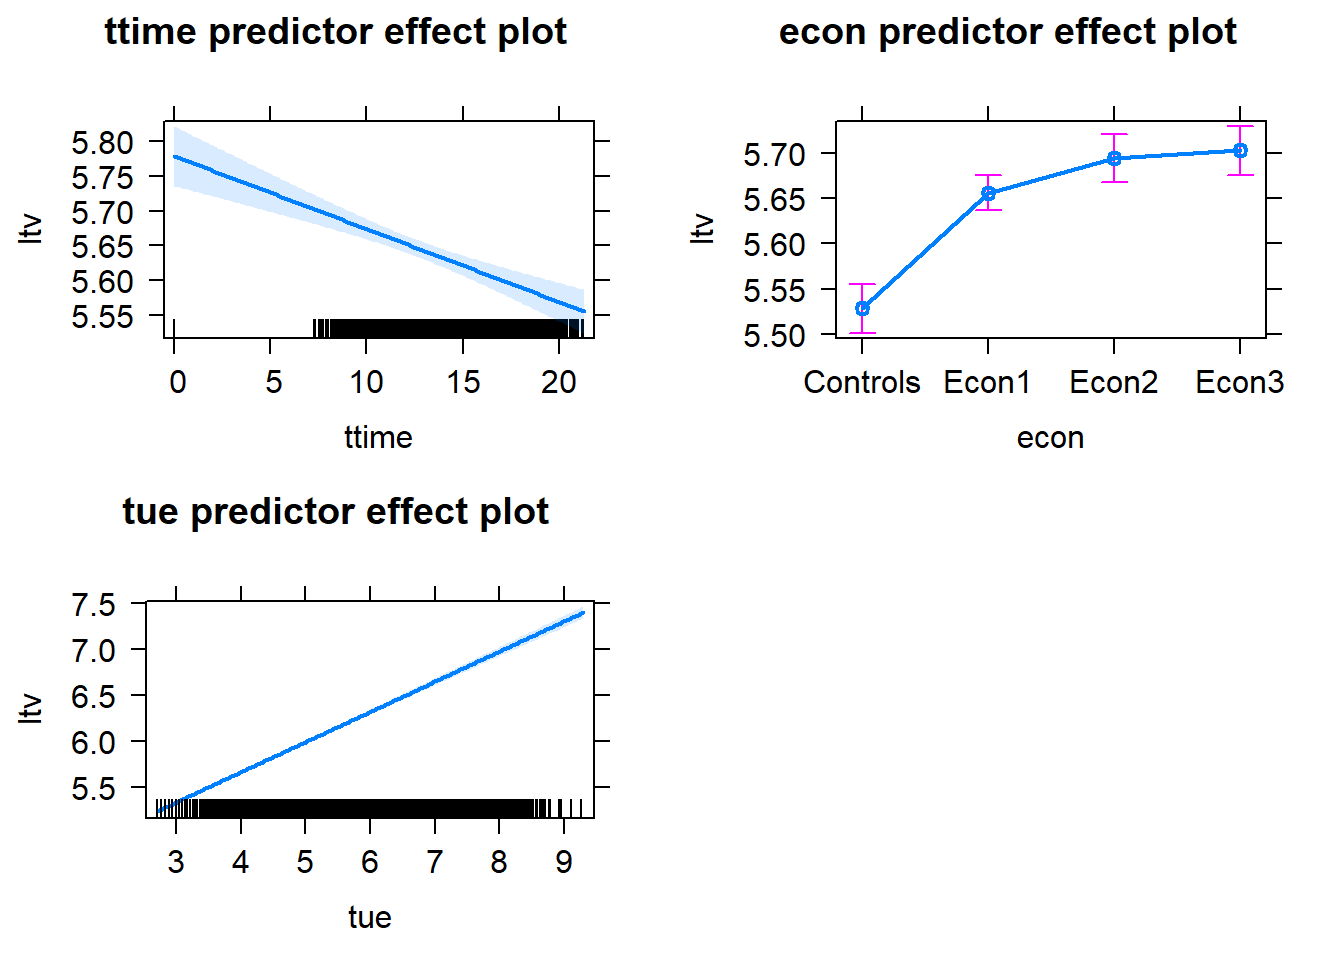 ttime predictor effect plot
5.80
5.75
5.70
5.65
5.60
5.55
ltv
0 5 10 15 20
ttime
econ predictor effect plot
5.70
5.65
5.60
5.55
5.50
ltv
Controls Econ1 Econ2 Econ3
econ
tue predictor effect plot
7.5
7.0
6.5
6.0
5.5
ltv
3 4 5 6 7 8 9
tue